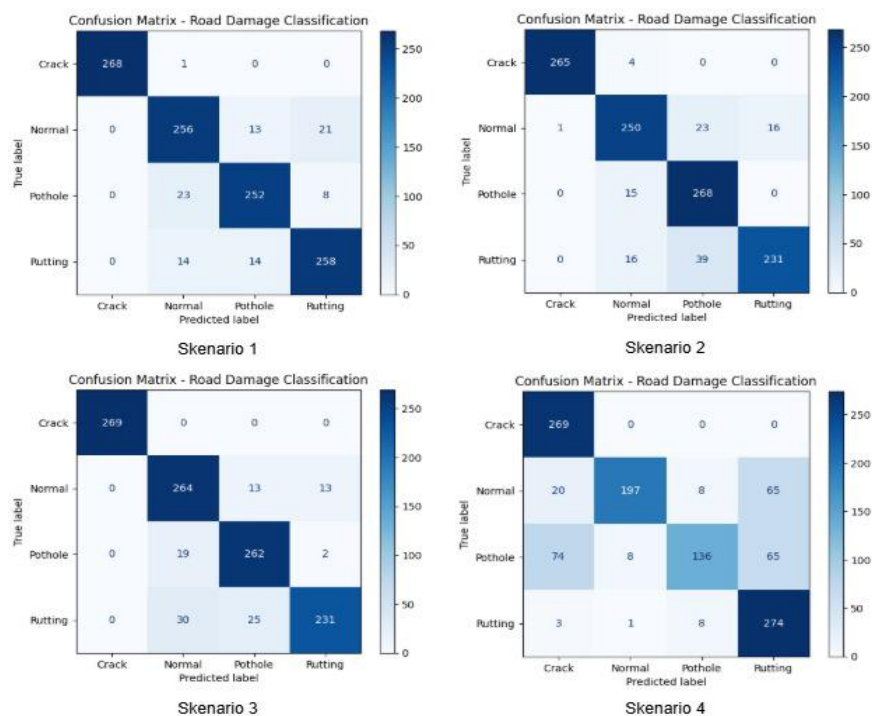 Confusion Matrix - Road Damage Classification
Crack 268 1 0 0
Normal 0 256 13 21
Pothole 0 23 252 8
Rutting 0 14 14 258
Crack Normal Pothole Rutting
Predicted label
True label
250
200
150
100
50
0
Skenario 1
Confusion Matrix - Road Damage Classification
Crack 265 4 0 0
Normal 1 250 23 16
Pothole 0 15 268 0
Rutting 0 16 39 231
Crack Normal Pothole Rutting
Predicted label
True label
250
200
150
100
50
0
Skenario 2
Confusion Matrix - Road Damage Classification
Crack 269 0 0 0
Normal 0 264 13 13
Pothole 0 19 262 2
Rutting 0 30 25 231
Crack Normal Pothole Rutting
Predicted label
True label
250
200
150
100
50
0
Skenario 3
Confusion Matrix - Road Damage Classification
Crack 269 0 0 0
Normal 20 197 8 65
Pothole 74 8 136 65
Rutting 3 1 8 274
Crack Normal Pothole Rutting
Predicted label
True label
250
200
150
100
50
0
Skenario 4